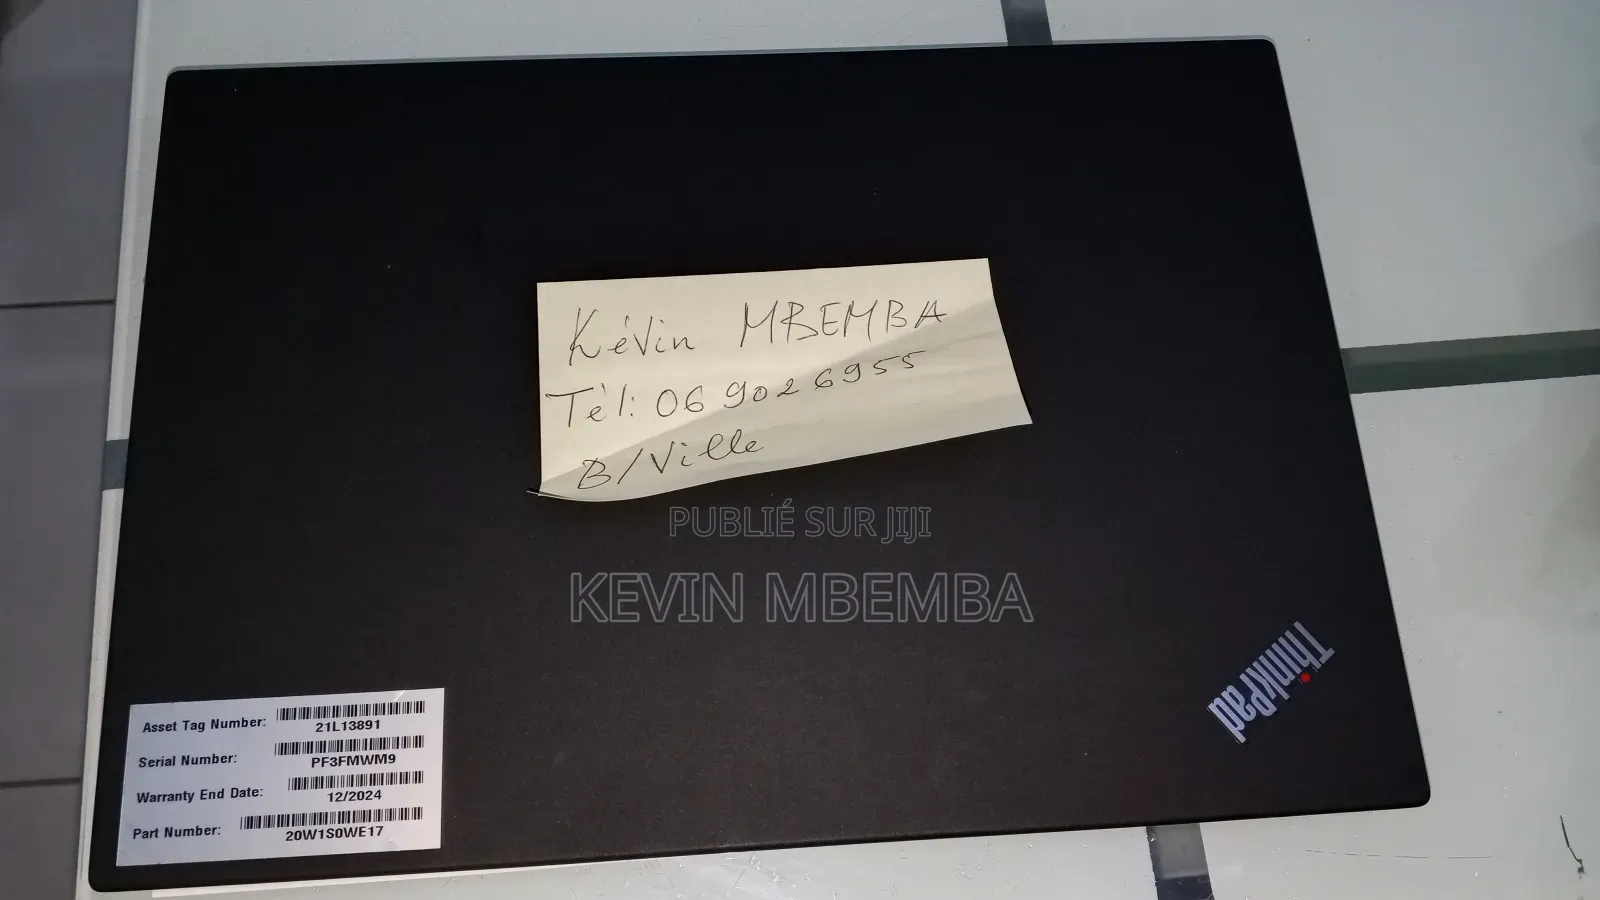 Kévin MBEMBA
Tèl: 06 902 6955
B/Ville
PUBLIÉ SUR JIJI
KEVIN MBEMBA
ThinkPad
Asset Tag Number: 21L13891
Serial Number: PF3FMWM9
Warranty End Date: 12/2024
Part Number: 20W1S0WE17